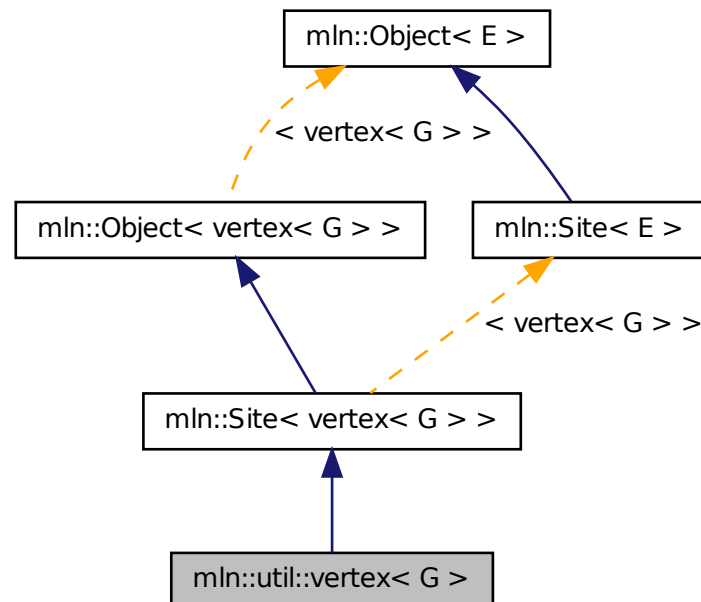 mln::Object< E >
< vertex< G > >
mln::Object< vertex< G > >
mln::Site< E >
< vertex< G > >
mln::Site< vertex< G > >
mln::util::vertex< G >